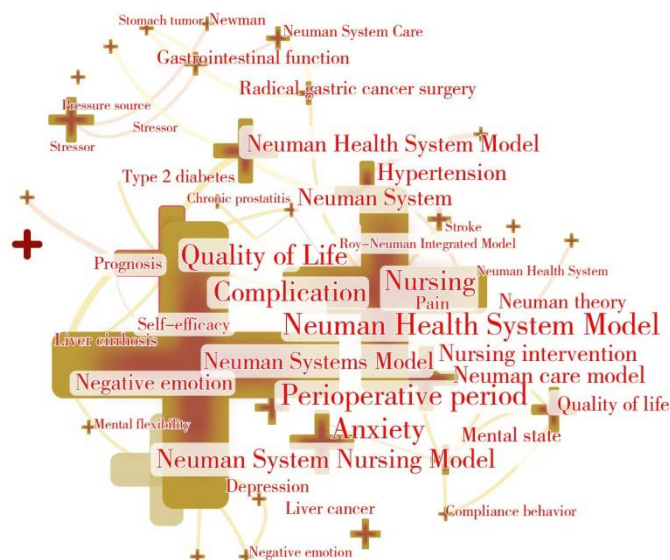 Stomach tumor
Newman
Neuman System Care
Gastrointestinal function
Radical gastric cancer surgery
Pressure source
Stressor
Stressor
Neuman Health System Model
Hypertension
Type 2 diabetes
Chronic prostatitis
Neuman System
Stroke
Roy-Neuman Integrated Model
Quality of Life
Prognosis
Nursing
Neuman Health System
Complication
Pain
Neuman theory
Self-efficacy
Neuman Health System Model
Liver cirrhosis
Neuman Systems Model
Nursing intervention
Negative emotion
Neuman care model
Perioperative period
Quality of life
Mental flexibility
Anxiety
Mental state
Neuman System Nursing Model
Depression
Liver cancer
Compliance behavior
Negative emotion